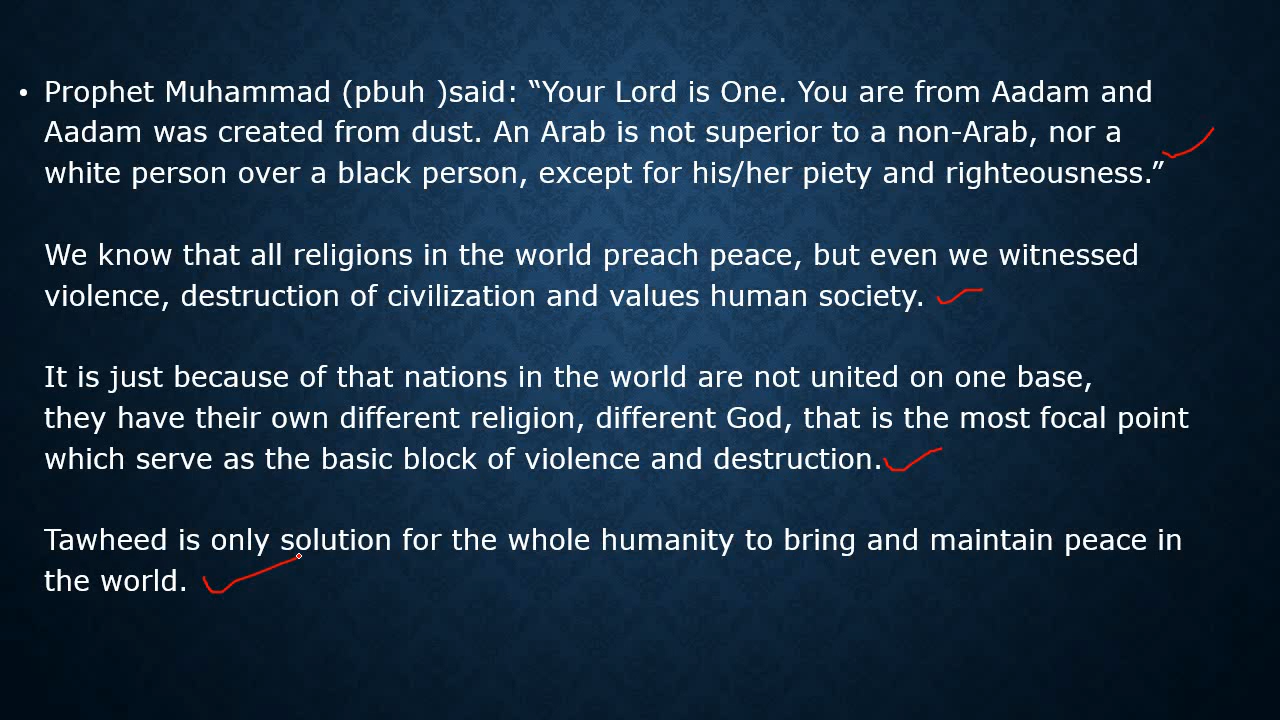 • Prophet Muhammad (pbuh )said: “Your Lord is One. You are from Aadam and
Aadam was created from dust. An Arab is not superior to a non-Arab, nor a
white person over a black person, except for his/her piety and righteousness.”
We know that all religions in the world preach peace, but even we witnessed
violence, destruction of civilization and values human society.
It is just because of that nations in the world are not united on one base,
they have their own different religion, different God, that is the most focal point
which serve as the basic block of violence and destruction.
Tawheed is only solution for the whole humanity to bring and maintain peace in
the world.